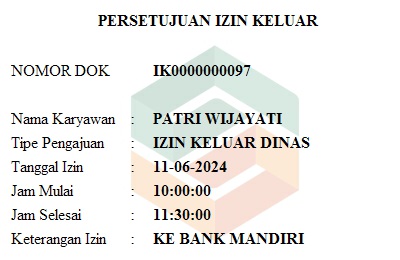 PERSETUJUAN IZIN KELUAR
NOMOR DOK IK0000000097
Nama Karyawan : PATRI WIJAYATI
Tipe Pengajuan : IZIN KELUAR DINAS
Tanggal Izin : 11-06-2024
Jam Mulai : 10:00:00
Jam Selesai : 11:30:00
Keterangan Izin : KE BANK MANDIRI